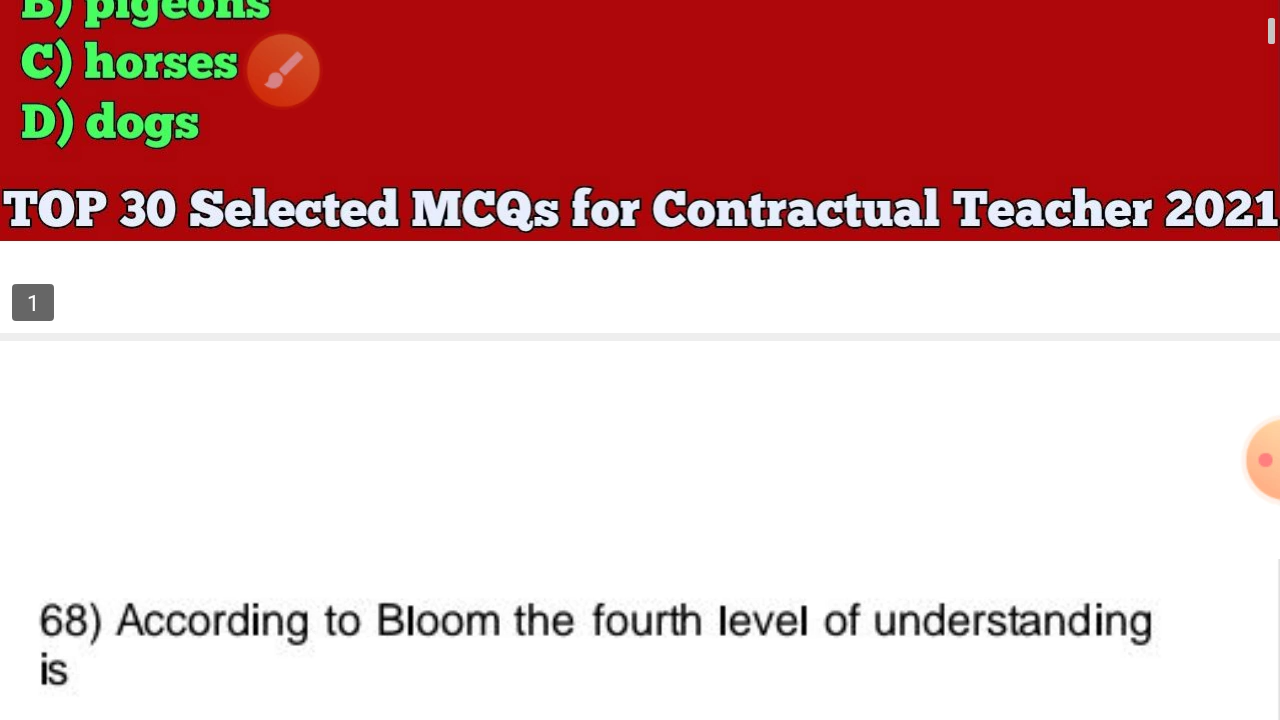 B) pigeons
C) horses
D) dogs
TOP 30 Selected MCQs for Contractual Teacher 2021
1
68) According to Bloom the fourth level of understanding
is